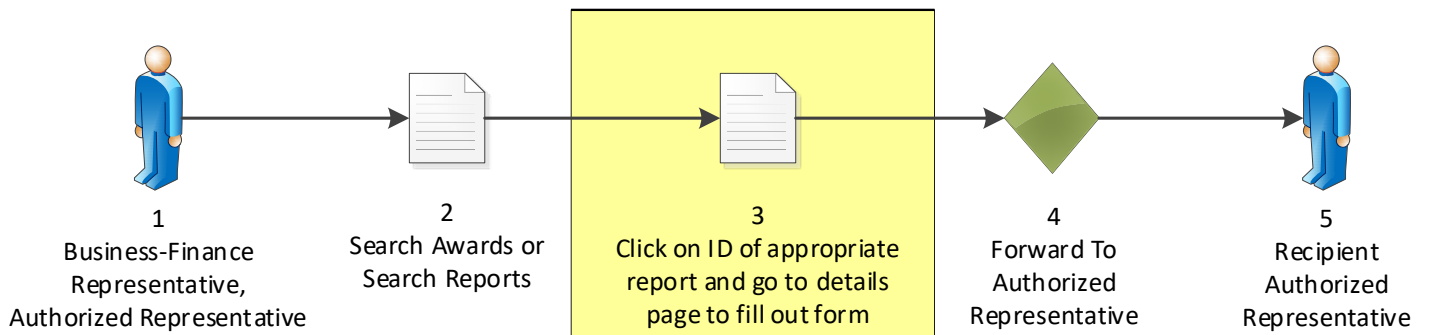 1
Business-Finance
Representative,
Authorized Representative
2
Search Awards or
Search Reports
3
Click on ID of appropriate
report and go to details
page to fill out form
4
Forward To
Authorized
Representative
5
Recipient
Authorized
Representative